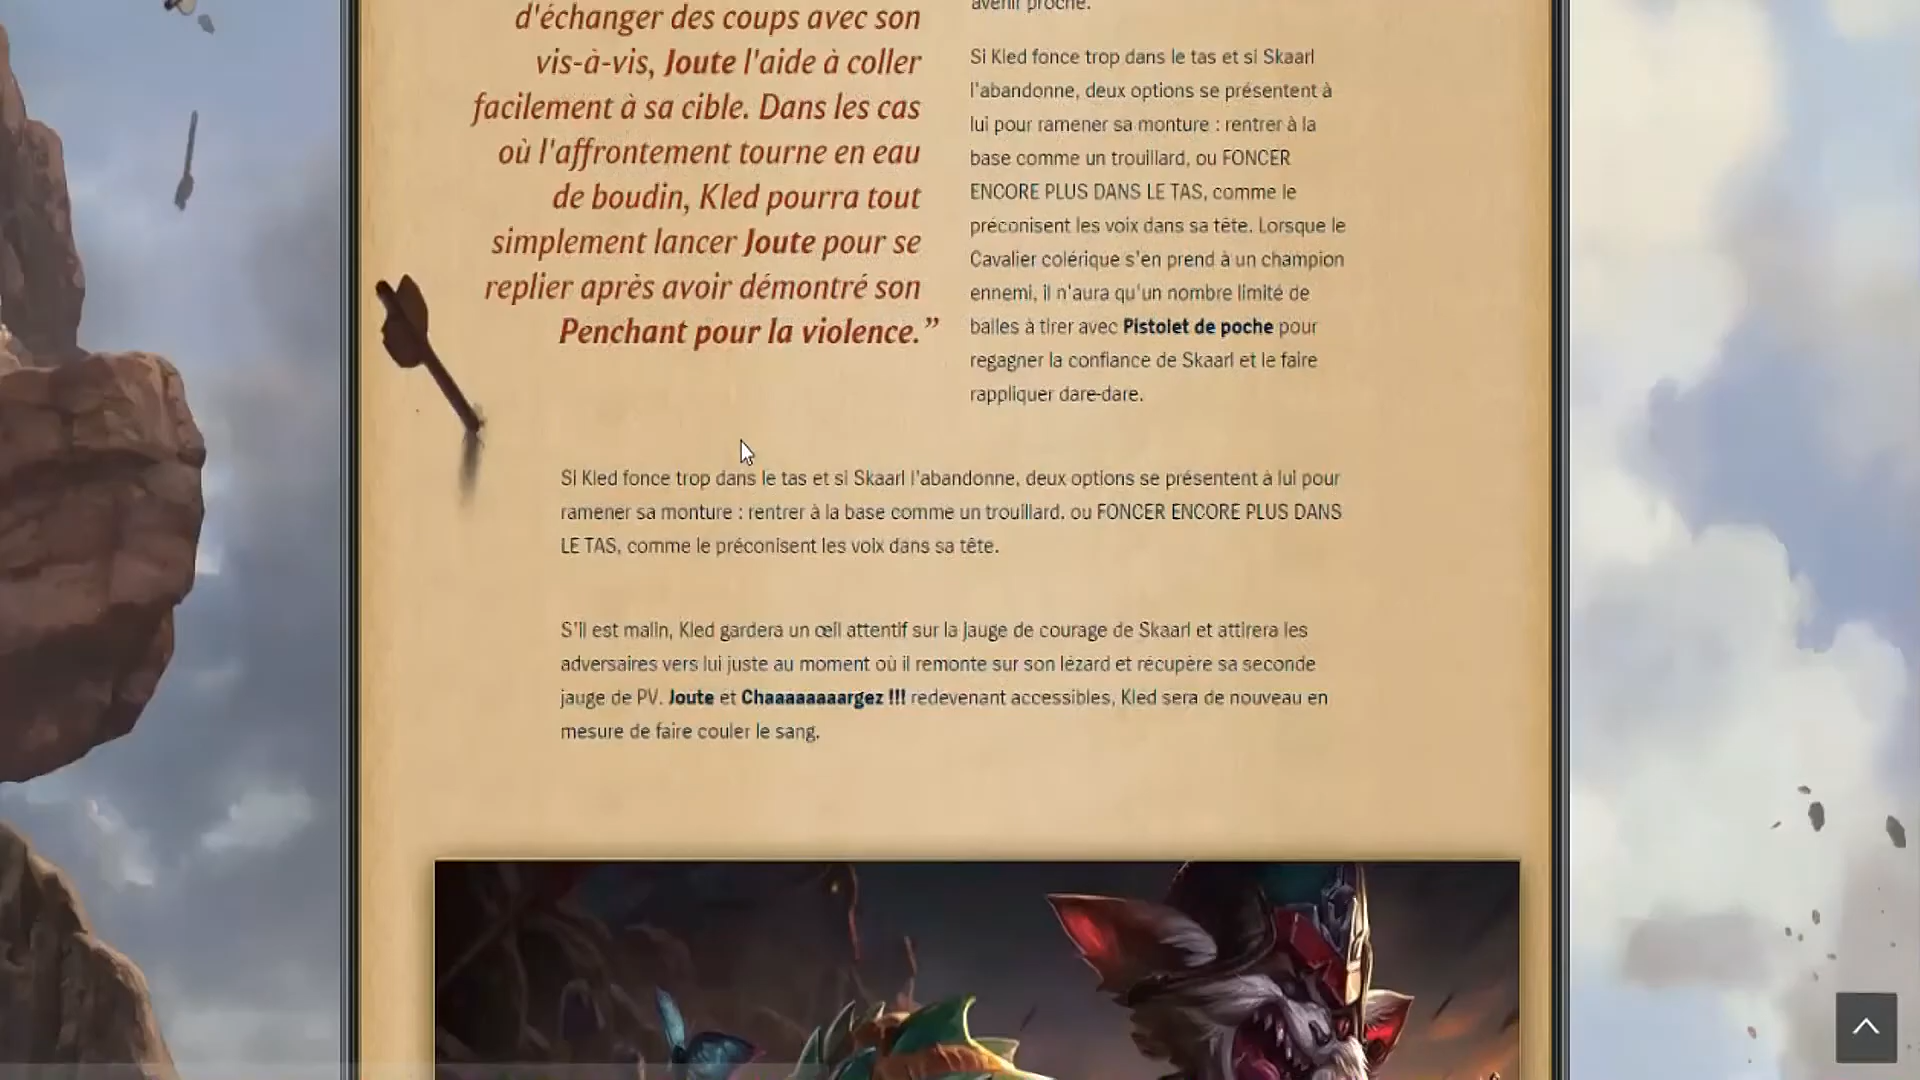 d'échanger des coups avec son
vis-à-vis, Joute l'aide à coller
facilement à sa cible. Dans les cas
où l'affrontement tourne en eau
de boudin, Kled pourra tout
simplement lancer Joute pour se
replier après avoir démontré son
Penchant pour la violence.”
avenir proche.
Si Kled fonce trop dans le tas et si Skaarl
l'abandonne, deux options se présentent à
lui pour ramener sa monture : rentrer à la
base comme un trouillard, ou FONCER
ENCORE PLUS DANS LE TAS, comme le
préconisent les voix dans sa tête. Lorsque le
Cavalier colérique s'en prend à un champion
ennemi, il n'aura qu'un nombre limité de
balles à tirer avec Pistolet de poche pour
regagner la confiance de Skaarl et le faire
rappliquer dare-dare.
Si Kled fonce trop dans le tas et si Skaarl l'abandonne, deux options se présentent à lui pour
ramener sa monture : rentrer à la base comme un trouillard, ou FONCER ENCORE PLUS DANS
LE TAS, comme le préconisent les voix dans sa tête.
S'il est malin, Kled gardera un œil attentif sur la jauge de courage de Skaarl et attirera les
adversaires vers lui juste au moment où il remonte sur son lézard et récupère sa seconde
jauge de PV. Joute et Chaaaaaaaargez !!! redevenant accessibles, Kled sera de nouveau en
mesure de faire couler le sang.